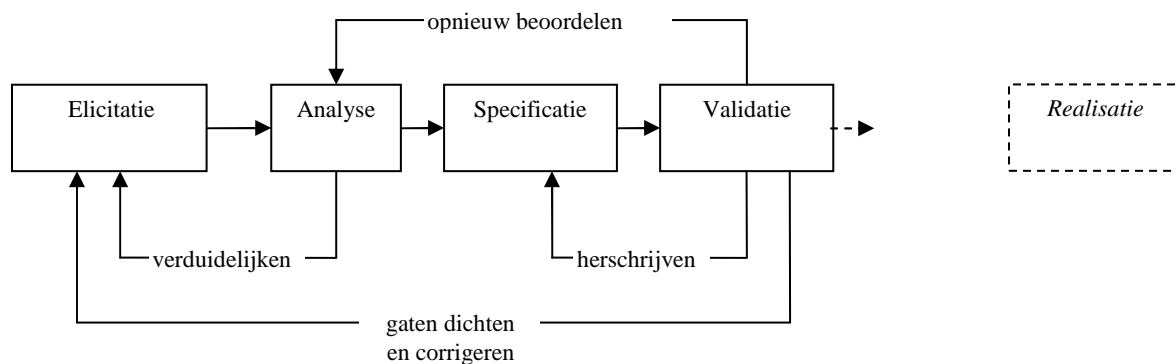 opnieuw beoordelen
Elicitatie
Analyse
Specificatie
Validatie
Realisatie
verduidelijken
herschrijven
gaten dichten
en corrigeren